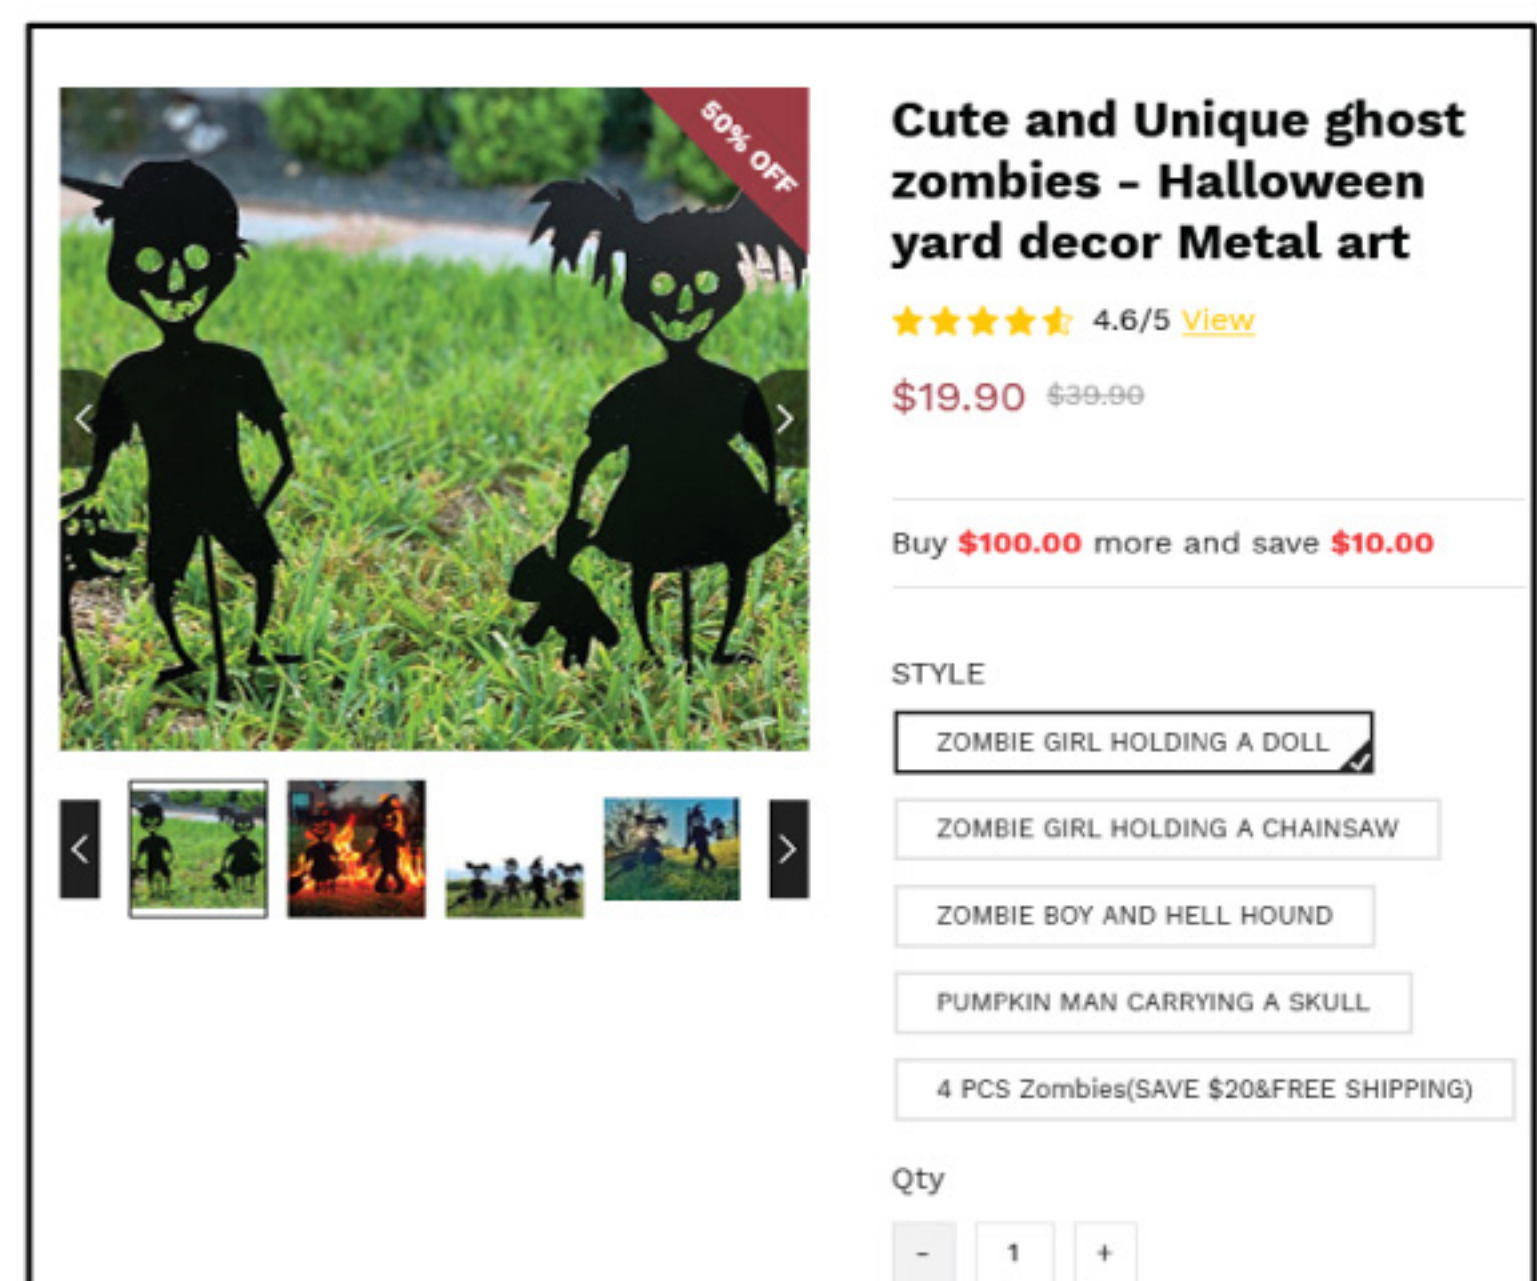 50% OFF
Cute and Unique ghost
zombies - Halloween
yard decor Metal art
4.6/5 View
$19.90 $39.90
Buy $100.00 more and save $10.00
STYLE
ZOMBIE GIRL HOLDING A DOLL
ZOMBIE GIRL HOLDING A CHAINSAW
ZOMBIE BOY AND HELL HOUND
PUMPKIN MAN CARRYING A SKULL
4 PCS Zombies(SAVE $20&FREE SHIPPING)
Qty
- 1 +